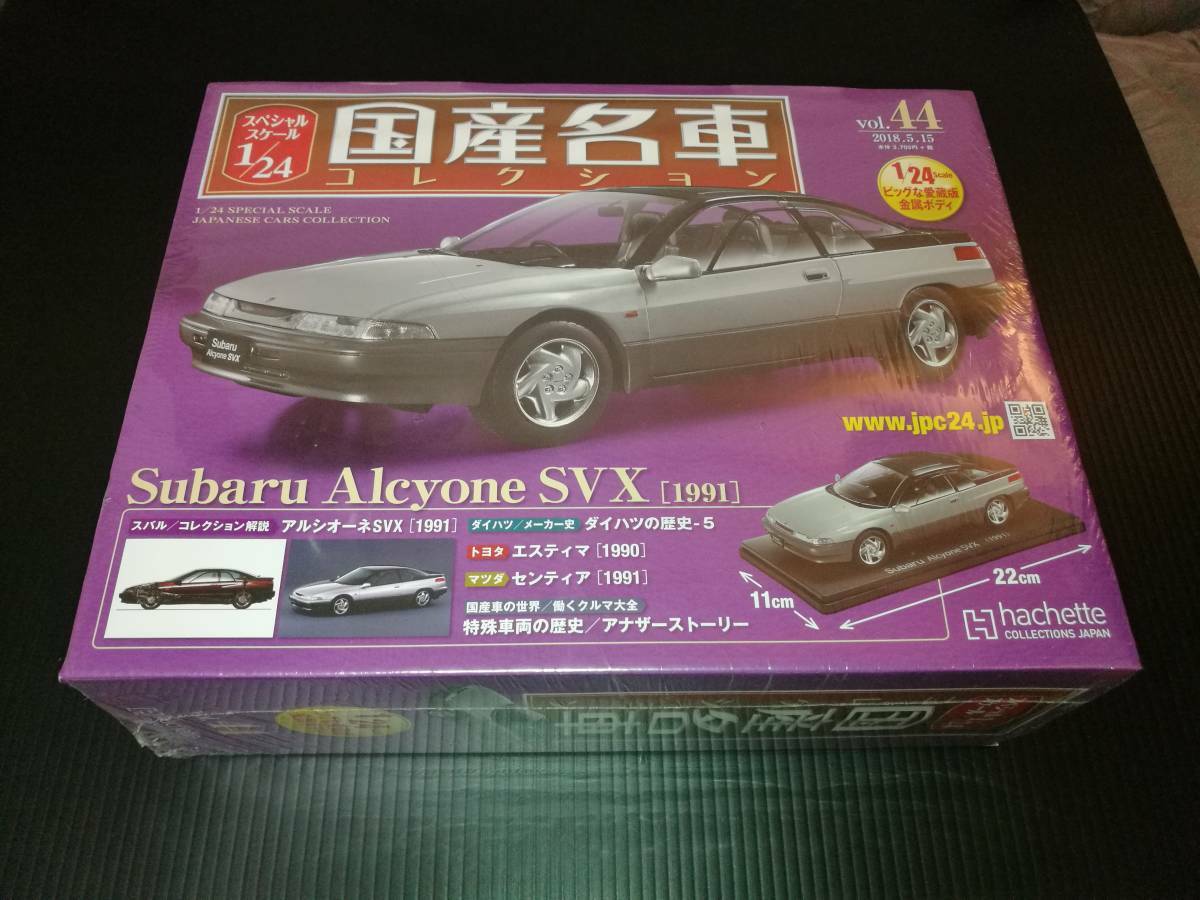 スペシャル
スケール
1/24
国産名車
コレクション
vol.44
2018.5.15
1/24 SPECIAL SCALE
JAPANESE CARS COLLECTION
1/24 Scale
ビッグな愛蔵版
金属ボディ
Subaru
Alcyone SVX
www.jpc24.jp
Subaru Alcyone SVX [1991]
スバル/コレクション解説 アルシオーネSVX [1991]
ダイハツ/メーカー史 ダイハツの歴史-5
トヨタ エスティマ [1990]
マツダ センティア [1991]
国産車の世界/働くクルマ大全
特殊車両の歴史/アナザーストーリー
Subaru Alcyone SVX (1991)
11cm
22cm
hachette
COLLECTIONS JAPAN